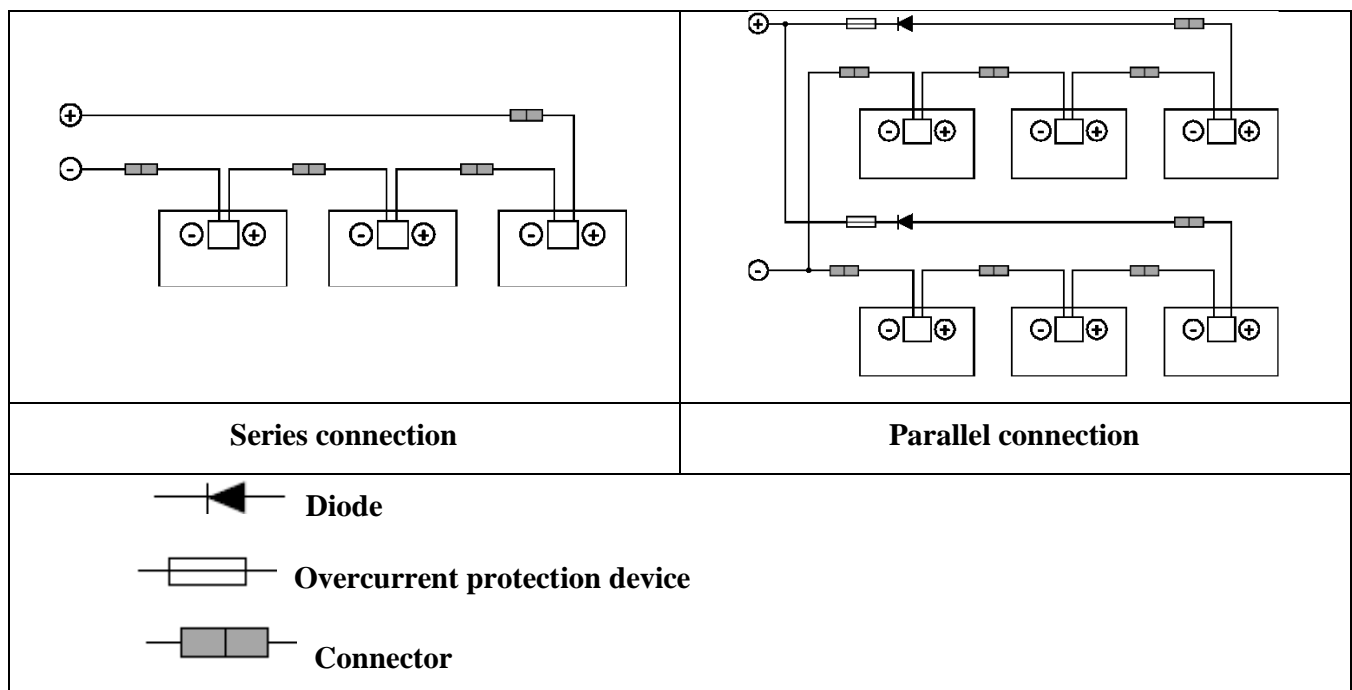 +
-
- + - + - +
+
- + - + - +
-
- + - + - +
Series connection
Parallel connection
Diode
Overcurrent protection device
Connector